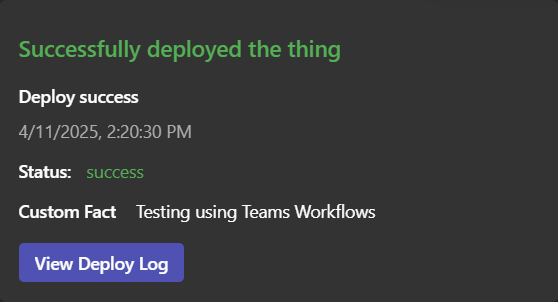 Successfully deployed the thing
Deploy success
4/11/2025, 2:20:30 PM
Status: success
Custom Fact Testing using Teams Workflows
View Deploy Log